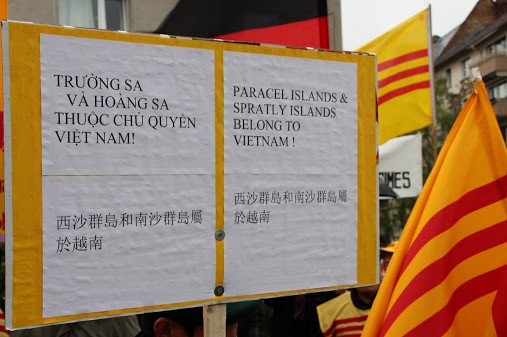 TRƯỜNG SA
VÀ HOÀNG SA
THUỘC CHỦ QUYỀN
VIỆT NAM!
PARACEL ISLANDS &
SPRATLY ISLANDS
BELONG TO
VIETNAM !
西沙群島和南沙群島屬
於越南
西沙群島和南沙群島屬
於越南